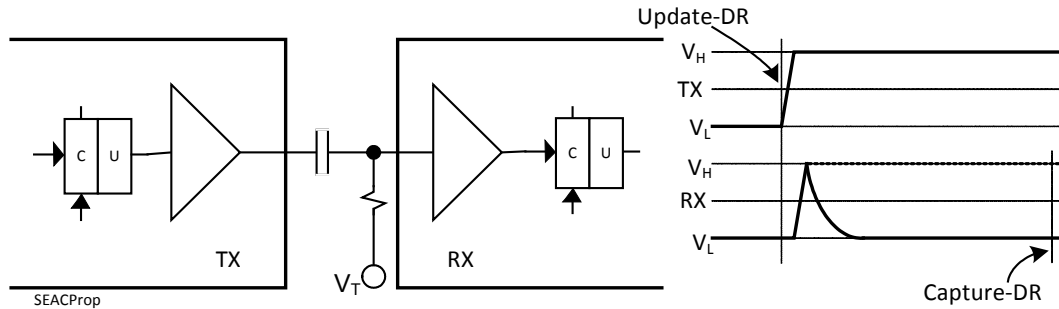 Update-DR
V_H
TX
V_L
C U
C U
V_H
RX
V_L
TX
RX
V_T
SEACProp
Capture-DR